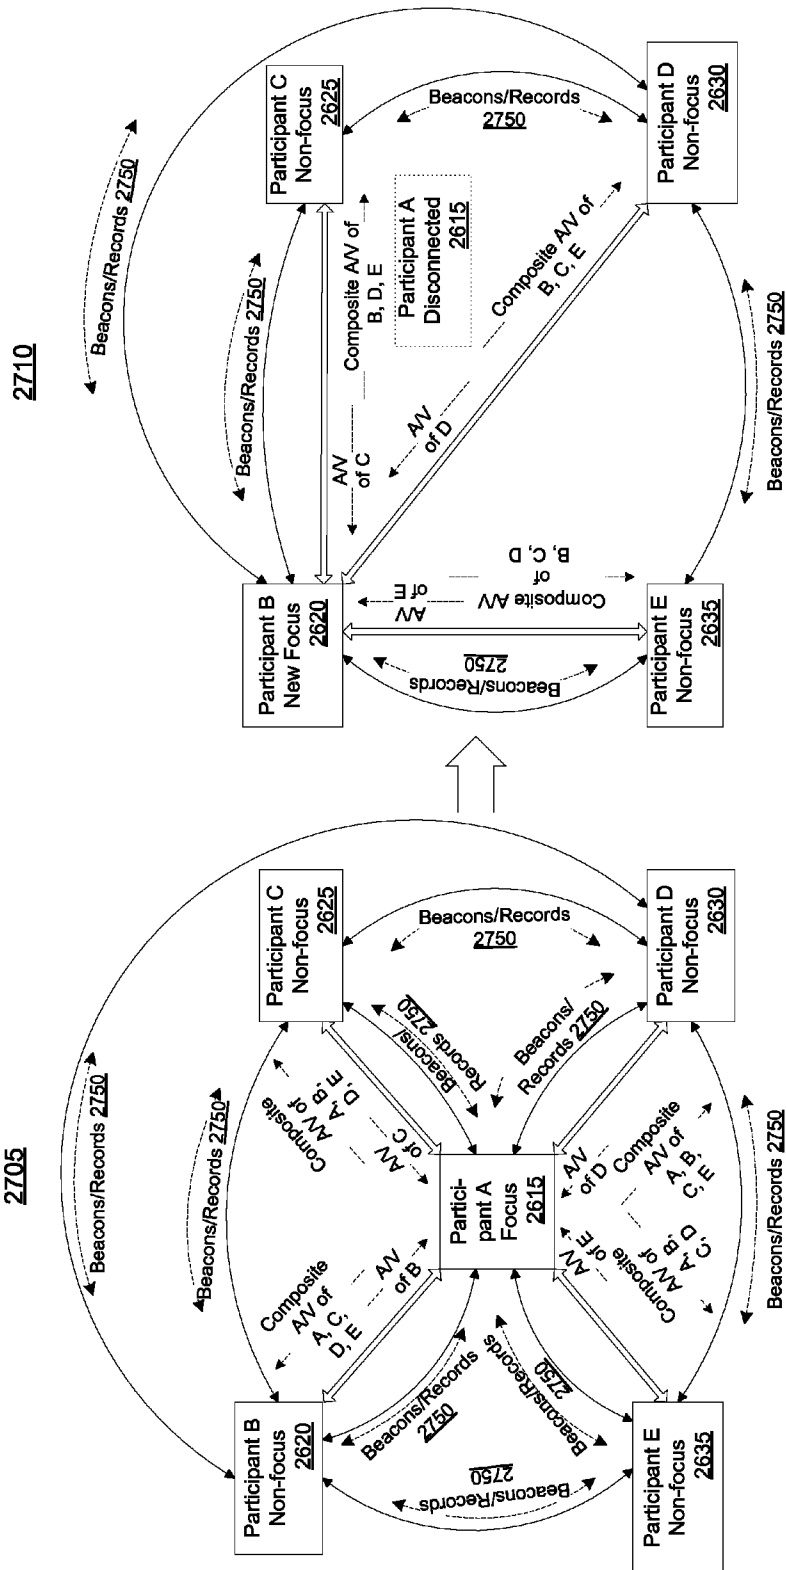 2705
Beacons/Records 2750
Beacons/Records 2750
Participant B
Non-focus
2620
Participant C
Non-focus
2625
Composite
A/V of
A, C,
D, E
A/V
of B
Composite
A/V of
A, B,
D, E
A/V
of C
Beacons/Records
2750
Beacons/
Records 2750
Beacons/Records
2750
Partici-
pant A
Focus
2615
Beacons/Records
2750
Beacons/Records
2750
Beacons/
Records 2750
A/V
of E
Composite
A/V of
A, B,
C, D
A/V
of D
Composite
A/V of
A, B,
C, E
Participant E
Non-focus
2635
Participant D
Non-focus
2630
Beacons/Records 2750
2710
Beacons/Records 2750
Beacons/Records 2750
Participant B
New Focus
2620
Participant C
Non-focus
2625
A/V
of C
Composite A/V of
B, D, E
Participant A
Disconnected
2615
Beacons/Records
2750
A/V
of D
Composite A/V of
B, C, E
Beacons/Records
2750
A/V
of E
Composite A/V
of
B, C, D
Participant E
Non-focus
2635
Participant D
Non-focus
2630
Beacons/Records 2750